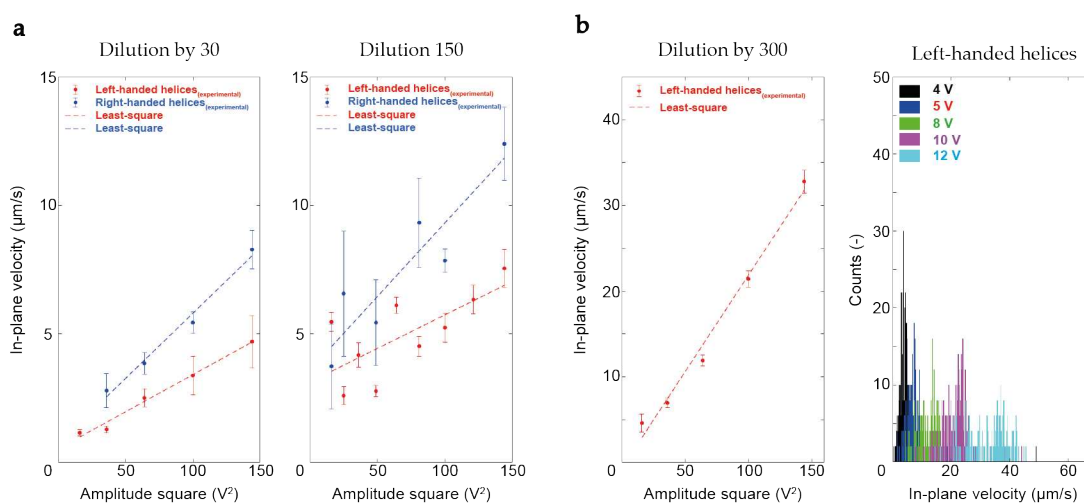 a
Dilution by 30
15
10
5
0
50
100
150
In-plane velocity (μm/s)
Amplitude square (V²)
Left-handed helices(experimental)
Right-handed helices(experimental)
Least-square
Least-square
Dilution 150
15
10
5
0
50
100
150
Amplitude square (V²)
Left-handed helices(experimental)
Right-handed helices(experimental)
Least-square
Least-square
b
Dilution by 300
40
30
20
10
0
50
100
150
In-plane velocity (μm/s)
Amplitude square (V²)
Left-handed helices(experimental)
Least-square
Left-handed helices
50
40
30
20
10
0
0
20
40
60
Counts (-)
In-plane velocity (μm/s)
4 V
5 V
8 V
10 V
12 V